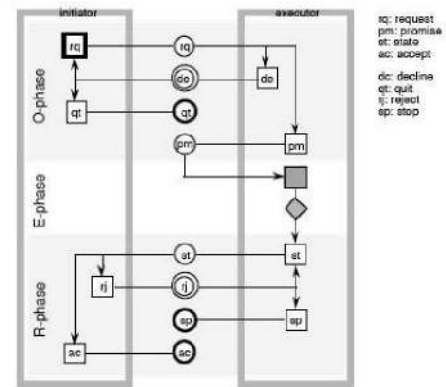 initiator
executor
rq: request
pm: promise
st: state
ac: accept
dc: decline
qt: quit
rj: reject
sp: stop
O-phase
E-phase
R-phase
rq
rq
dc
dc
qt
qt
pm
pm
st
st
rj
rj
sp
sp
ac
ac